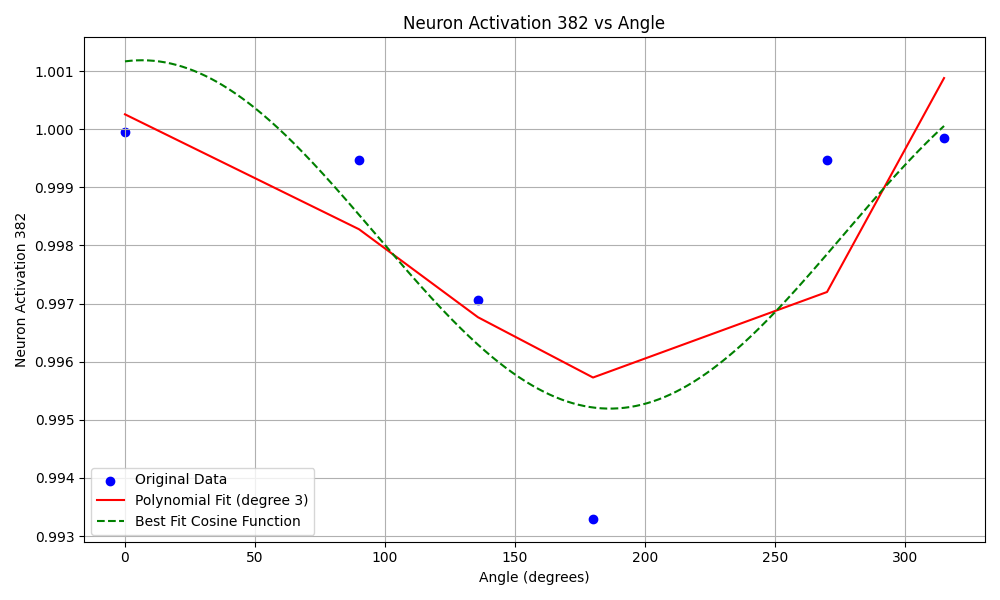 Neuron Activation 382 vs Angle
Neuron Activation 382
1.001
1.000
0.999
0.998
0.997
0.996
0.995
0.994
0.993
Original Data
Polynomial Fit (degree 3)
Best Fit Cosine Function
0 50 100 150 200 250 300
Angle (degrees)